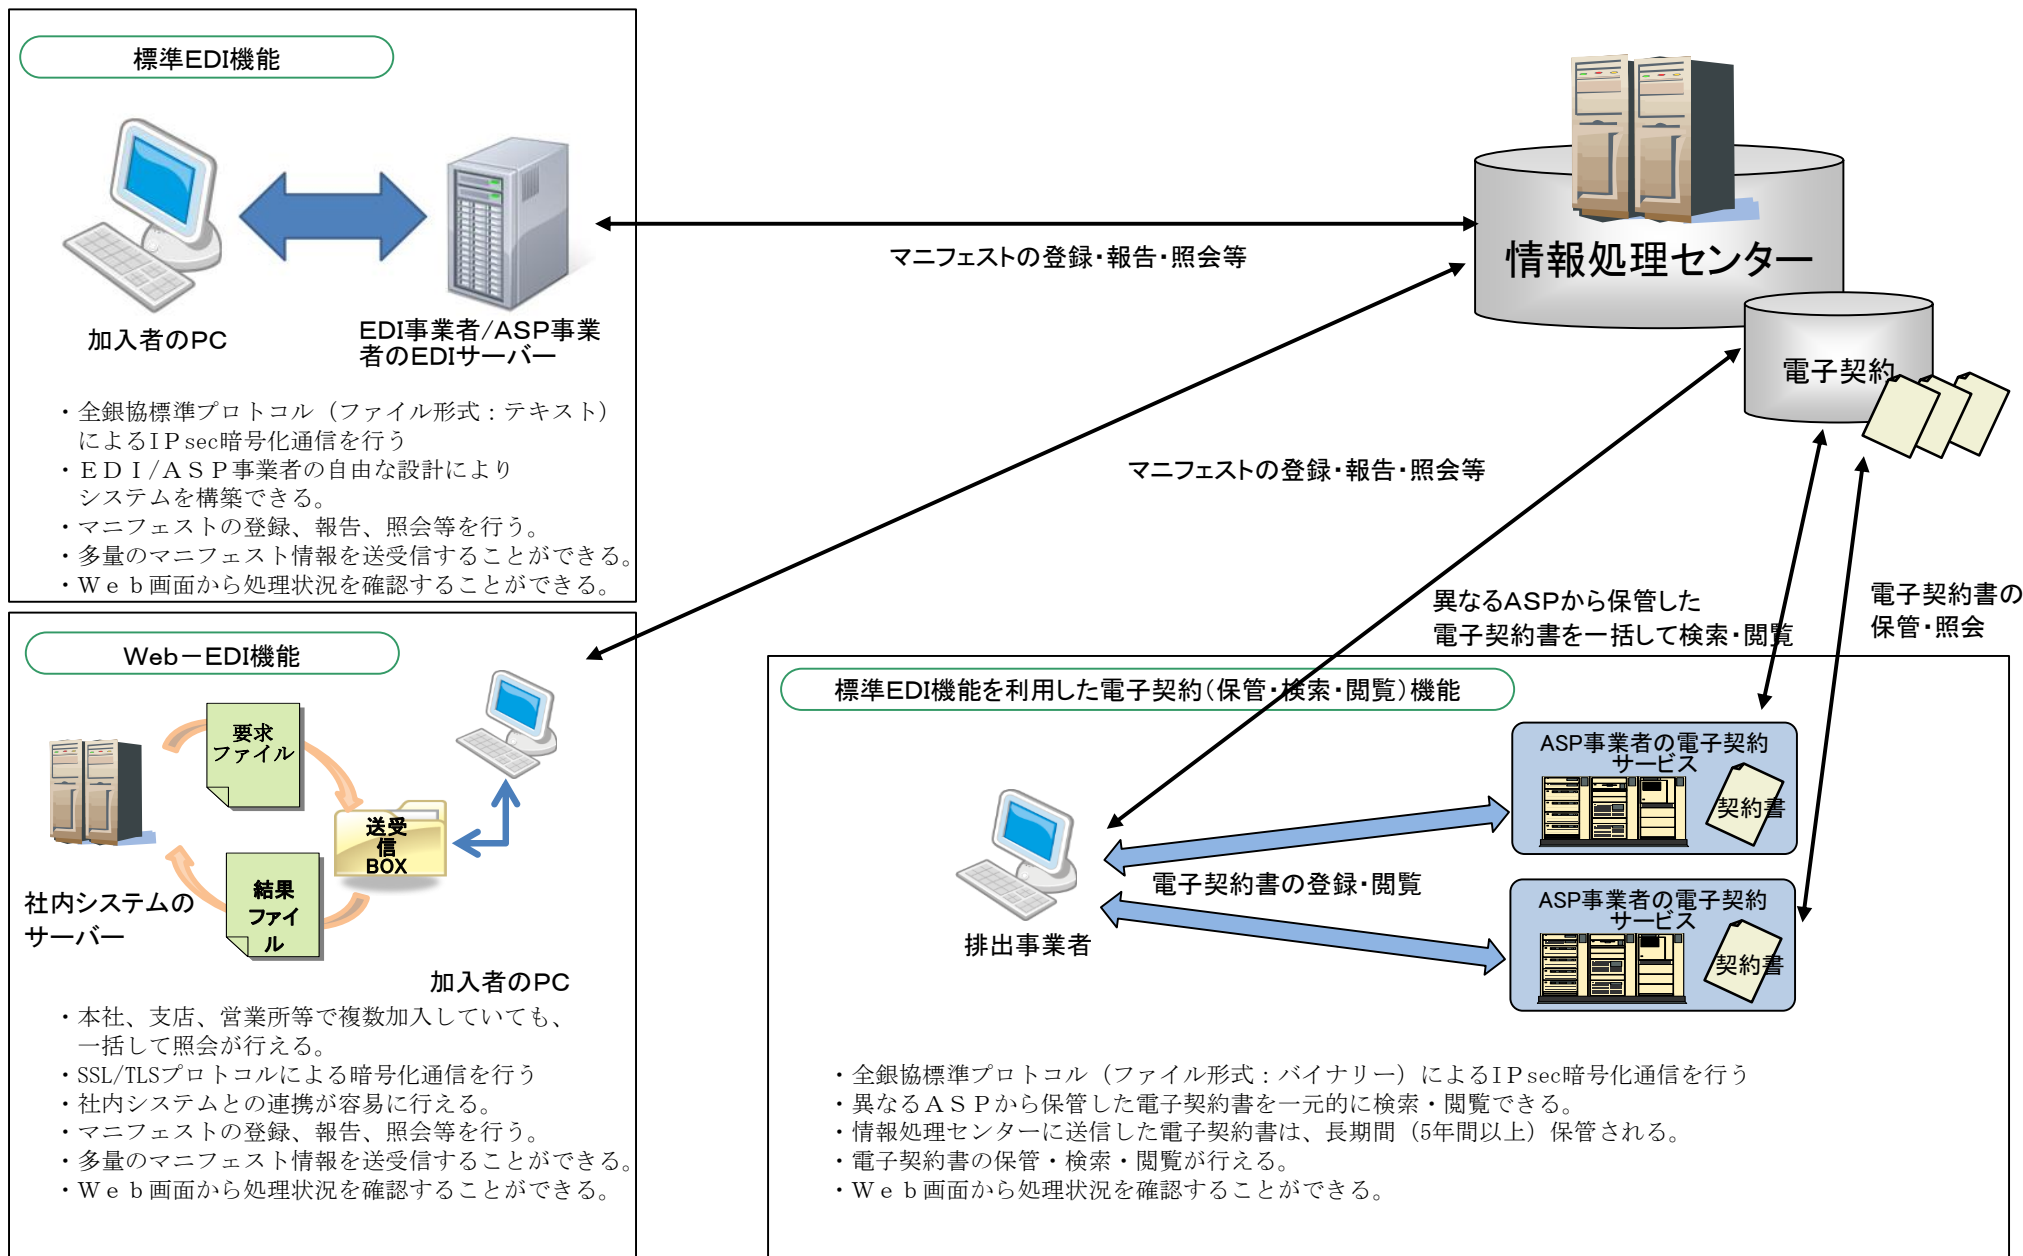 標準EDI機能
加入者のPC
EDI事業者/ASP事業
者のEDIサーバー
・全銀協標準プロトコル（ファイル形式：テキスト）
によるIPsec暗号化通信を行う
・EDI/ASP事業者の自由な設計により
システムを構築できる。
・マニフェストの登録、報告、照会等を行う。
・多量のマニフェスト情報を送受信することができる。
・Web画面から処理状況を確認することができる。
マニフェストの登録・報告・照会等
情報処理センター
電子契約
マニフェストの登録・報告・照会等
異なるASPから保管した
電子契約書を一括して検索・閲覧
電子契約書の
保管・照会
Web－EDI機能
要求
ファイル
送受
信
BOX
結果
ファイ
ル
社内システムの
サーバー
加入者のPC
・本社、支店、営業所等で複数加入していても、
一括して照会が行える。
・SSL/TLSプロトコルによる暗号化通信を行う
・社内システムとの連携が容易に行える。
・マニフェストの登録、報告、照会等を行う。
・多量のマニフェスト情報を送受信することができる。
・Web画面から処理状況を確認することができる。
標準EDI機能を利用した電子契約（保管・検索・閲覧）機能
ASP事業者の電子契約
サービス
契約書
電子契約書の登録・閲覧
排出事業者
ASP事業者の電子契約
サービス
契約書
・全銀協標準プロトコル（ファイル形式：バイナリー）によるIPsec暗号化通信を行う
・異なるASPから保管した電子契約書を一元的に検索・閲覧できる。
・情報処理センターに送信した電子契約書は、長期間（5年間以上）保管される。
・電子契約書の保管・検索・閲覧が行える。
・Web画面から処理状況を確認することができる。